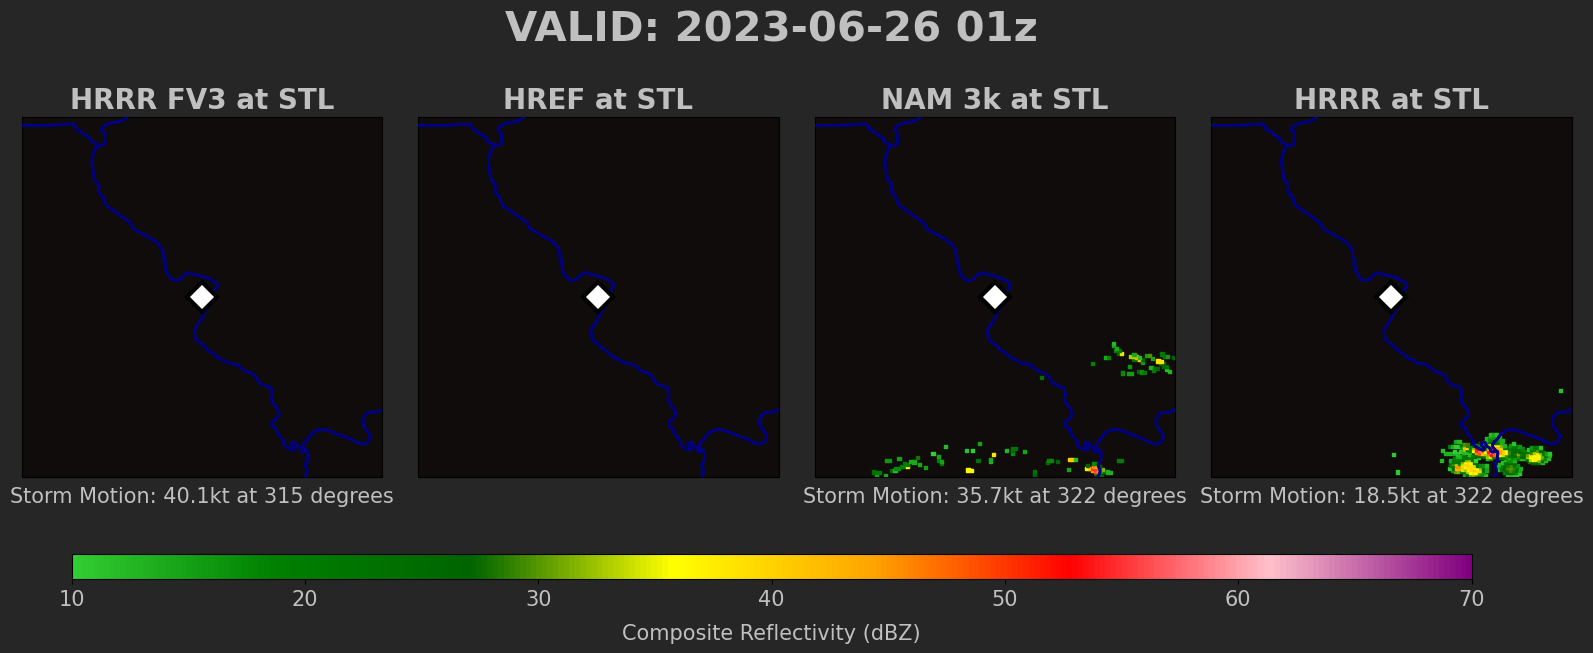 VALID: 2023-06-26 01z
HRRR FV3 at STL
HREF at STL
NAM 3k at STL
HRRR at STL
Storm Motion: 40.1kt at 315 degrees
Storm Motion: 35.7kt at 322 degrees
Storm Motion: 18.5kt at 322 degrees
10 20 30 40 50 60 70
Composite Reflectivity (dBZ)